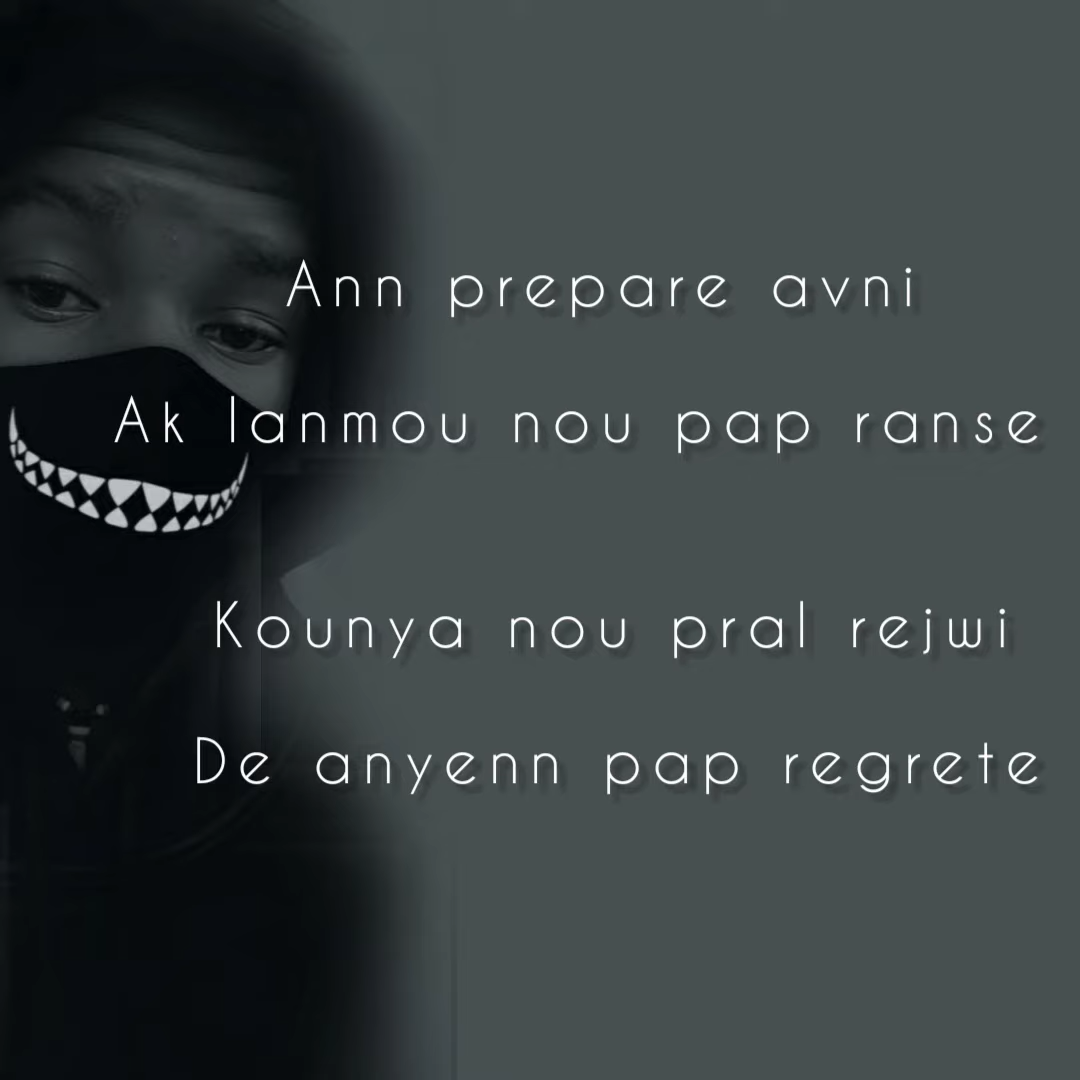 Ann prepare avni
Ak lanmou nou pap ranse
Kounya nou pral rejwi
De anyenn pap regrete